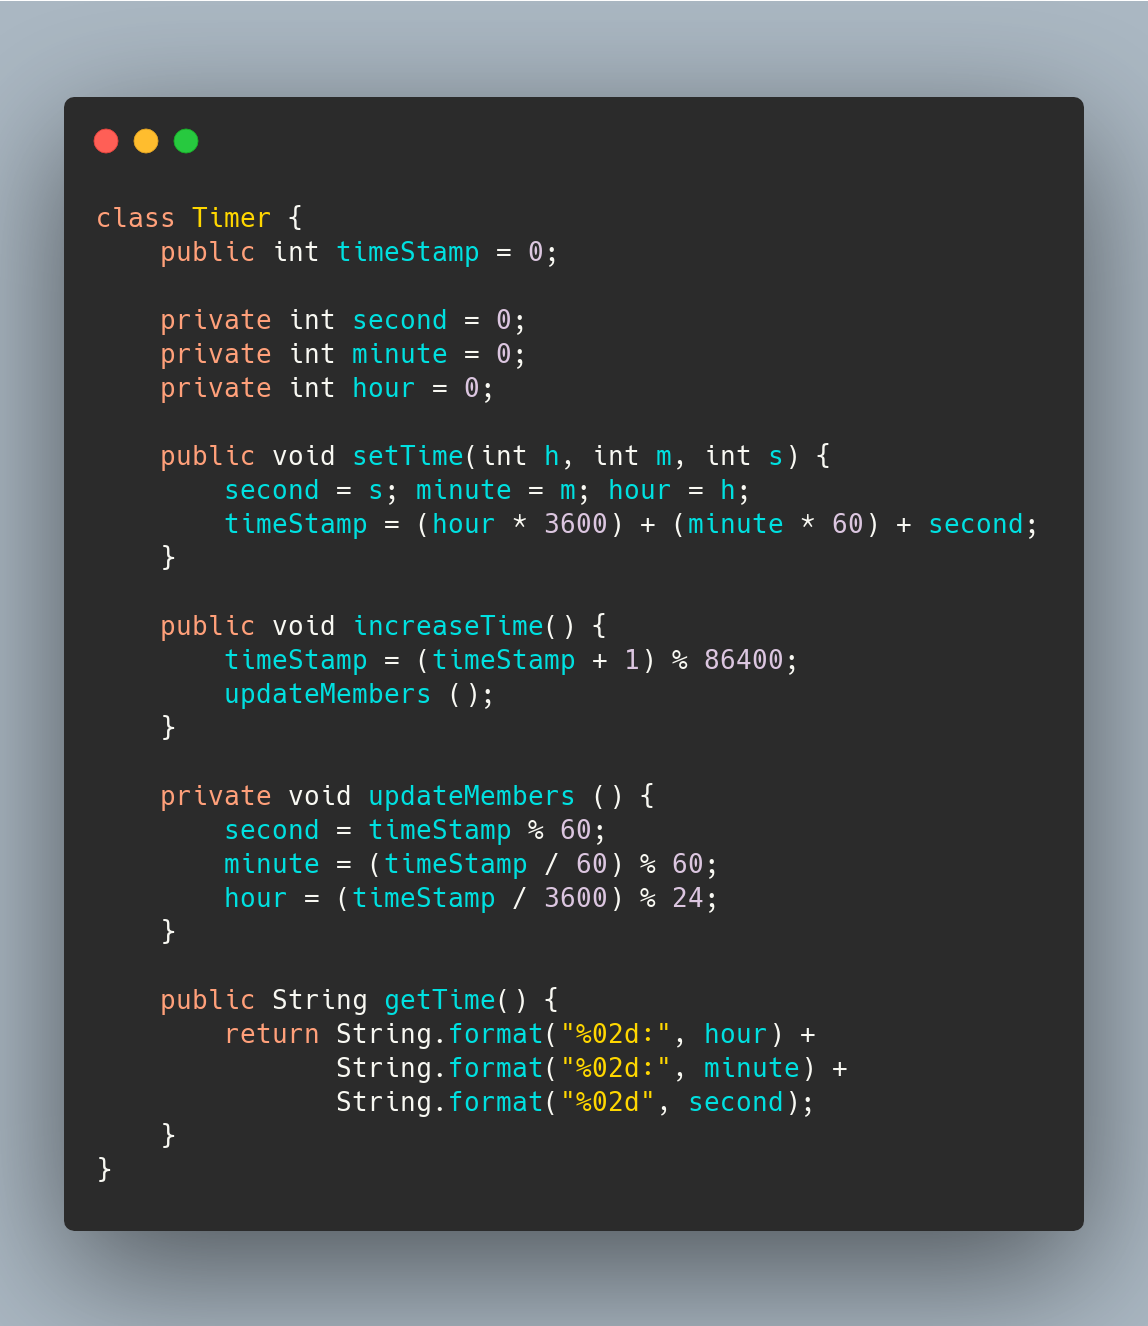 class Timer {
    public int timeStamp = 0;

    private int second = 0;
    private int minute = 0;
    private int hour = 0;

    public void setTime(int h, int m, int s) {
        second = s; minute = m; hour = h;
        timeStamp = (hour * 3600) + (minute * 60) + second;
    }

    public void increaseTime() {
        timeStamp = (timeStamp + 1) % 86400;
        updateMembers ();
    }

    private void updateMembers () {
        second = timeStamp % 60;
        minute = (timeStamp / 60) % 60;
        hour = (timeStamp / 3600) % 24;
    }

    public String getTime() {
        return String.format("%02d:", hour) +
               String.format("%02d:", minute) +
               String.format("%02d", second);
    }
}